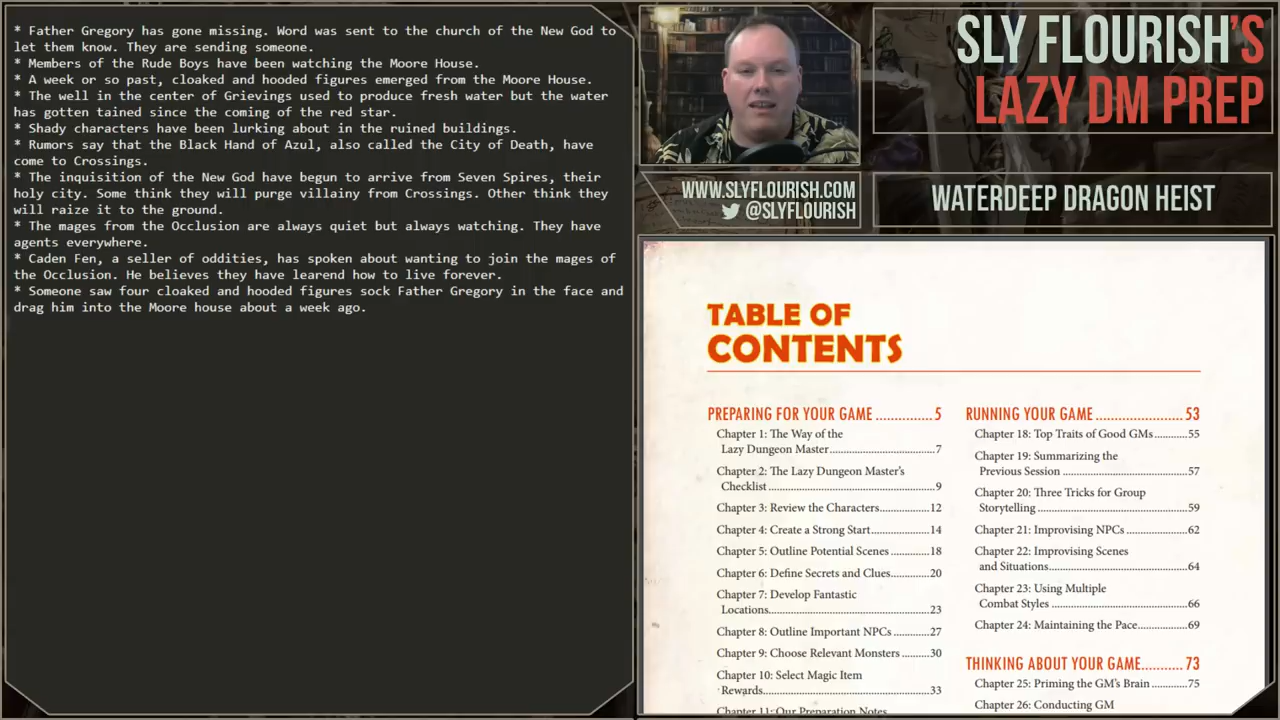 * Father Gregory has gone missing. Word was sent to the church of the New God to
let them know. They are sending someone.
* Members of the Rude Boys have been watching the Moore House.
* A week or so past, cloaked and hooded figures emerged from the Moore House.
* The well in the center of Grievings used to produce fresh water but the water
has gotten tained since the coming of the red star.
* Shady characters have been lurking about in the ruined buildings.
* Rumors say that the Black Hand of Azul, also called the City of Death, have
come to Crossings.
* The inquisition of the New God have begun to arrive from Seven Spires, their
holy city. Some think they will purge villainy from Crossings. Other think they
will raize it to the ground.
* The mages from the Occlusion are always quiet but always watching. They have
agents everywhere.
* Caden Fen, a seller of oddities, has spoken about wanting to join the mages of
the Occlusion. He believes they have learend how to live forever.
* Someone saw four cloaked and hooded figures sock Father Gregory in the face and
drag him into the Moore house about a week ago.
SLY FLOURISH'S
LAZY DM PREP
WWW.SLYFLOURISH.COM
@SLYFLOURISH
WATERDEEP DRAGON HEIST
TABLE OF
CONTENTS
PREPARING FOR YOUR GAME ..............5
Chapter 1: The Way of the
Lazy Dungeon Master.....................................7
Chapter 2: The Lazy Dungeon Master's
Checklist ......................................................9
Chapter 3: Review the Characters...............12
Chapter 4: Create a Strong Start..................14
Chapter 5: Outline Potential Scenes ...........18
Chapter 6: Define Secrets and Clues...........20
Chapter 7: Develop Fantastic
Locations...................................................23
Chapter 8: Outline Important NPCs ..........27
Chapter 9: Choose Relevant Monsters .......30
Chapter 10: Select Magic Item
Rewards.....................................................33
Chapter 11: Our Preparation Notes
RUNNING YOUR GAME ......................53
Chapter 18: Top Traits of Good GMs...........55
Chapter 19: Summarizing the
Previous Session .......................................57
Chapter 20: Three Tricks for Group
Storytelling ................................................59
Chapter 21: Improvising NPCs ...................62
Chapter 22: Improvising Scenes
and Situations............................................64
Chapter 23: Using Multiple
Combat Styles ...........................................66
Chapter 24: Maintaining the Pace................69
THINKING ABOUT YOUR GAME...........73
Chapter 25: Priming the GM's Brain ...........75
Chapter 26: Conducting GM